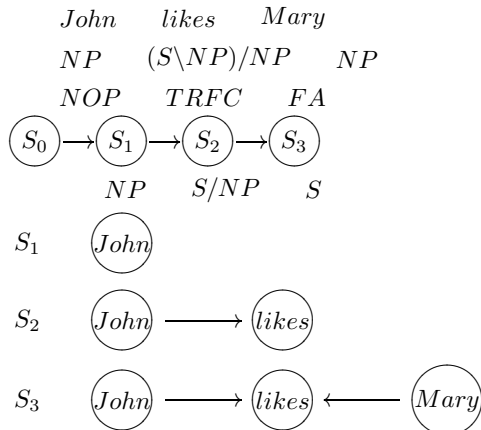 John likes Mary
NP (S\NP)/NP NP
NOP TRFC FA
S₀ S₁ S₂ S₃
NP S/NP S
S₁ John
S₂ John likes
S₃ John likes Mary